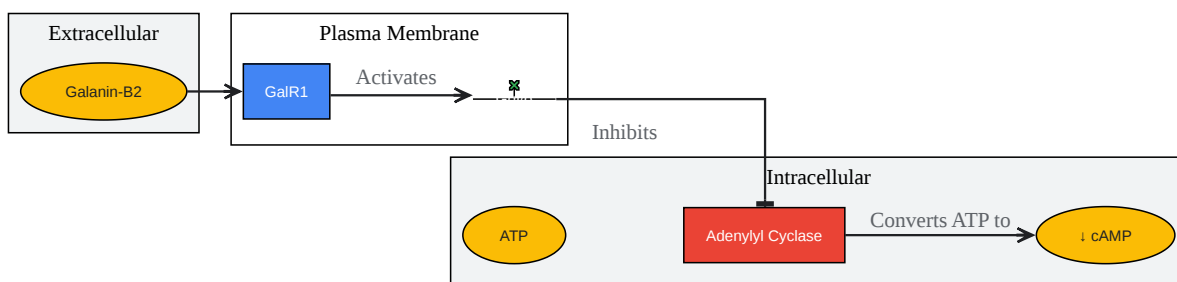 Extracellular
Plasma Membrane
Galanin-B2
GalR1
Activates
Inhibits
Intracellular
ATP
Adenylyl Cyclase
Converts ATP to
↓ cAMP